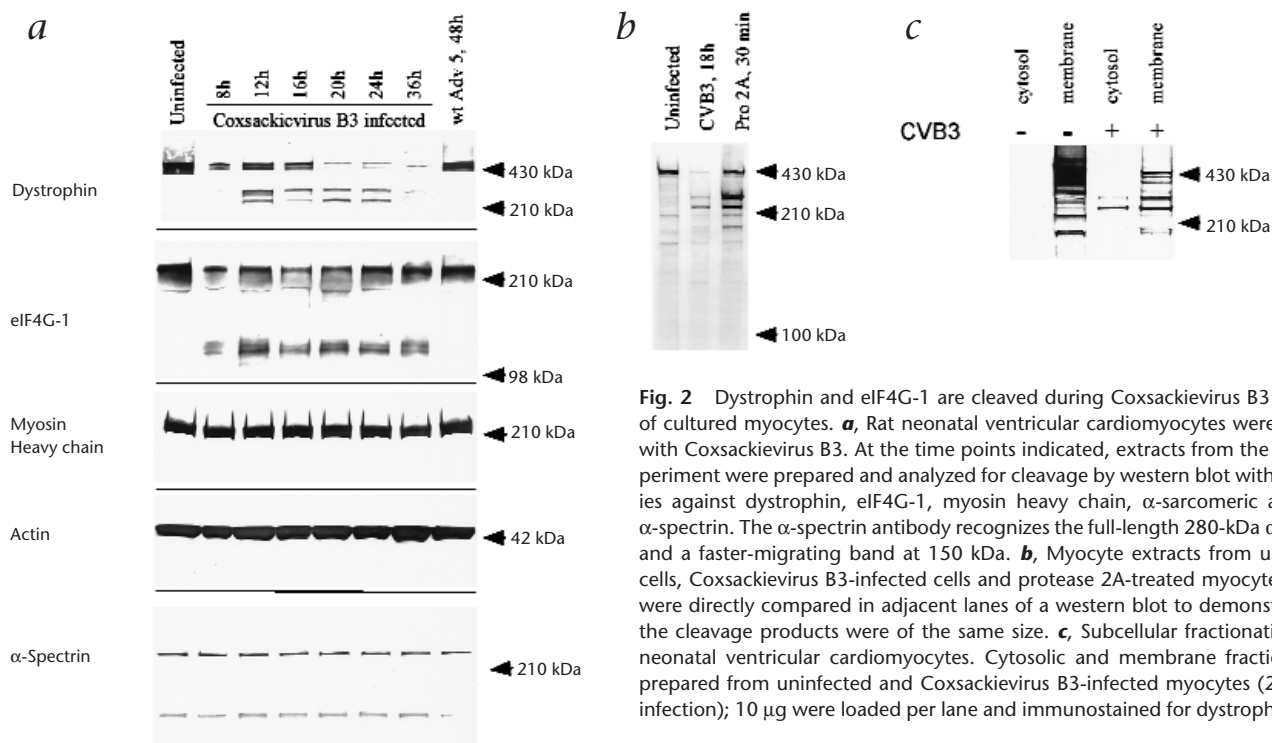 a
Uninfected
8h
12h
16h
20h
24h
36h
wt Adv 5, 48h
Coxsackievirus B3 infected
Dystrophin
430 kDa
210 kDa
eIF4G-1
210 kDa
98 kDa
Myosin
Heavy chain
210 kDa
Actin
42 kDa
α-Spectrin
210 kDa
b
Uninfected
CVB3, 18h
Pro 2A, 30 min
430 kDa
210 kDa
100 kDa
c
cytosol
membrane
cytosol
membrane
CVB3 - - + +
430 kDa
210 kDa
Fig. 2 Dystrophin and eIF4G-1 are cleaved during Coxsackievirus B3
of cultured myocytes. a, Rat neonatal ventricular cardiomyocytes were
with Coxsackievirus B3. At the time points indicated, extracts from the
periment were prepared and analyzed for cleavage by western blot with
ies against dystrophin, eIF4G-1, myosin heavy chain, α-sarcomeric a
α-spectrin. The α-spectrin antibody recognizes the full-length 280-kDa α
and a faster-migrating band at 150 kDa. b, Myocyte extracts from u
cells, Coxsackievirus B3-infected cells and protease 2A-treated myocyte
were directly compared in adjacent lanes of a western blot to demonst
the cleavage products were of the same size. c, Subcellular fractionati
neonatal ventricular cardiomyocytes. Cytosolic and membrane fractio
prepared from uninfected and Coxsackievirus B3-infected myocytes (2
infection); 10 μg were loaded per lane and immunostained for dystroph